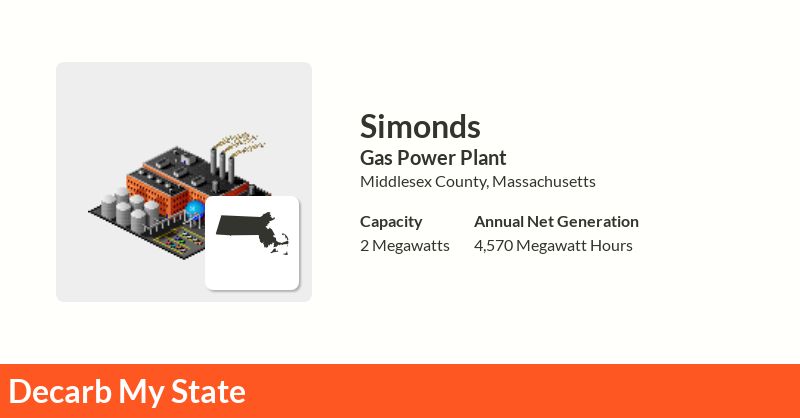 Simonds
Gas Power Plant
Middlesex County, Massachusetts
Capacity Annual Net Generation
2 Megawatts 4,570 Megawatt Hours
Decarb My State